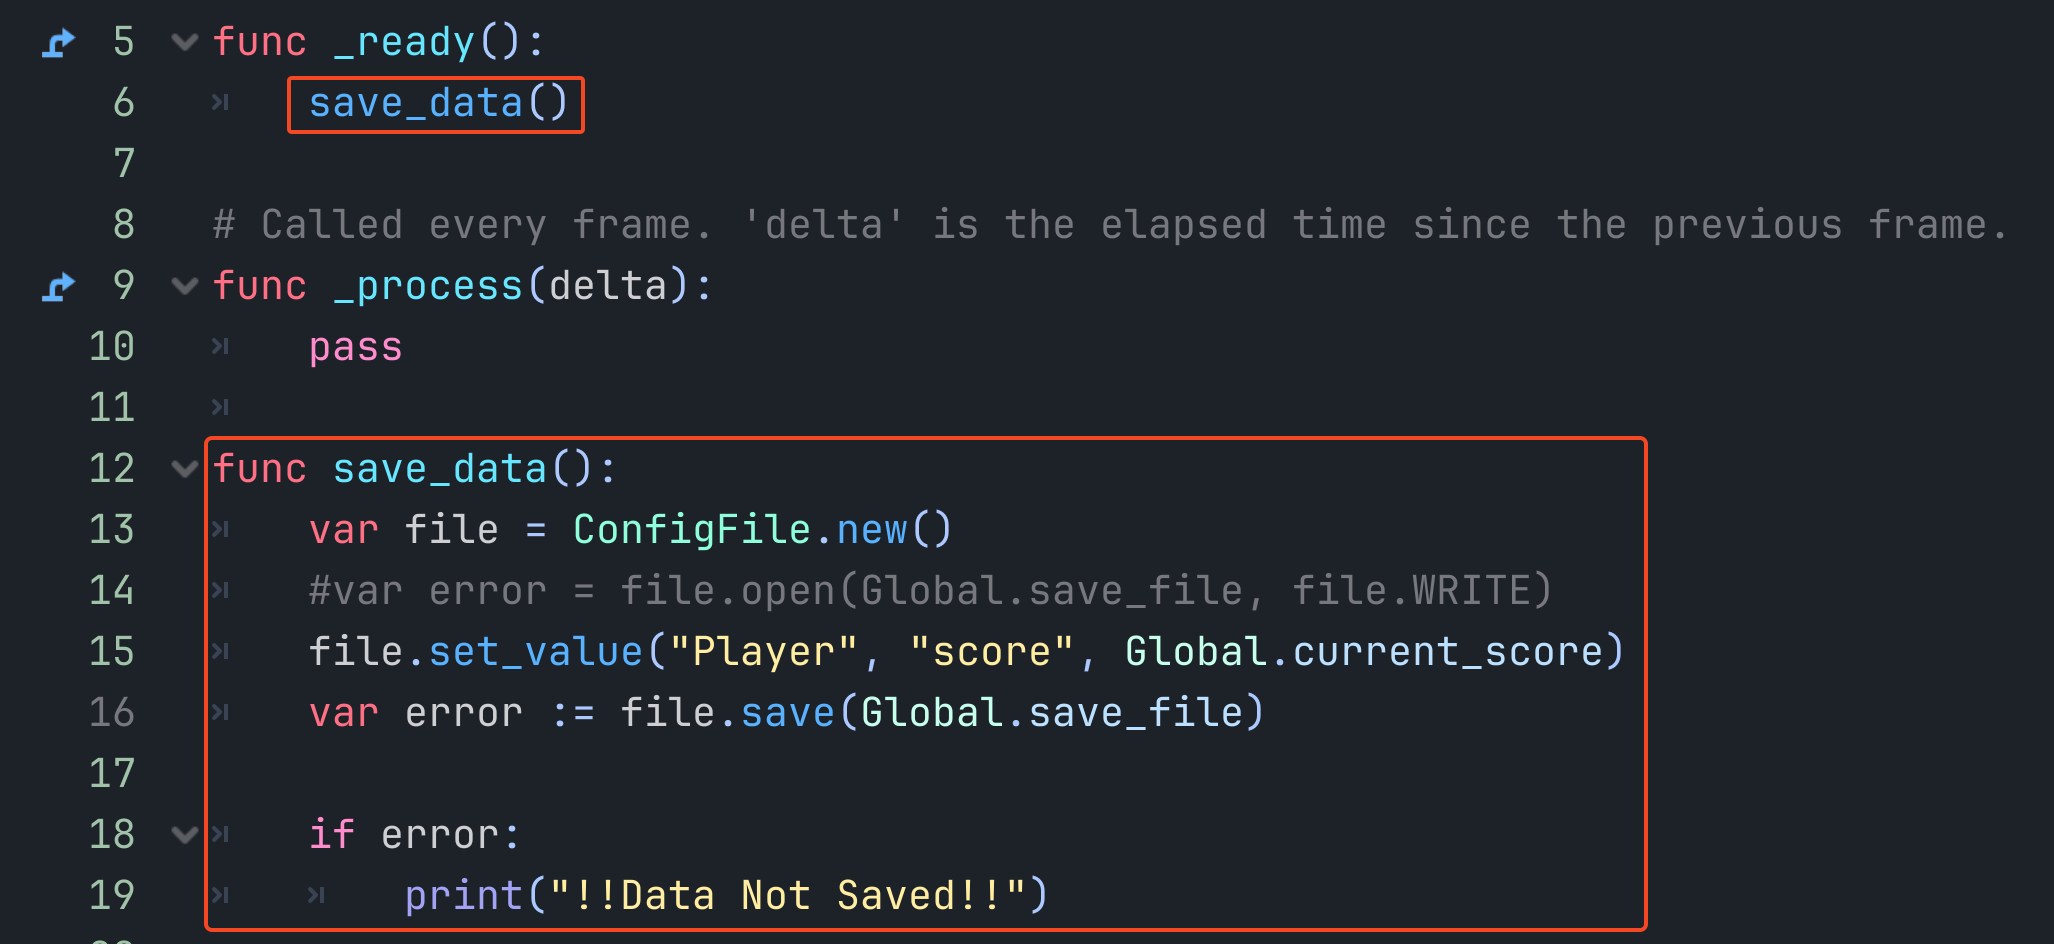 5 func _ready():
6 save_data()
7
8 # Called every frame. 'delta' is the elapsed time since the previous frame.
9 func _process(delta):
10 pass
11
12 func save_data():
13 var file = ConfigFile.new()
14 #var error = file.open(Global.save_file, file.WRITE)
15 file.set_value("Player", "score", Global.current_score)
16 var error := file.save(Global.save_file)
17
18 if error:
19 print("!!Data Not Saved!!")